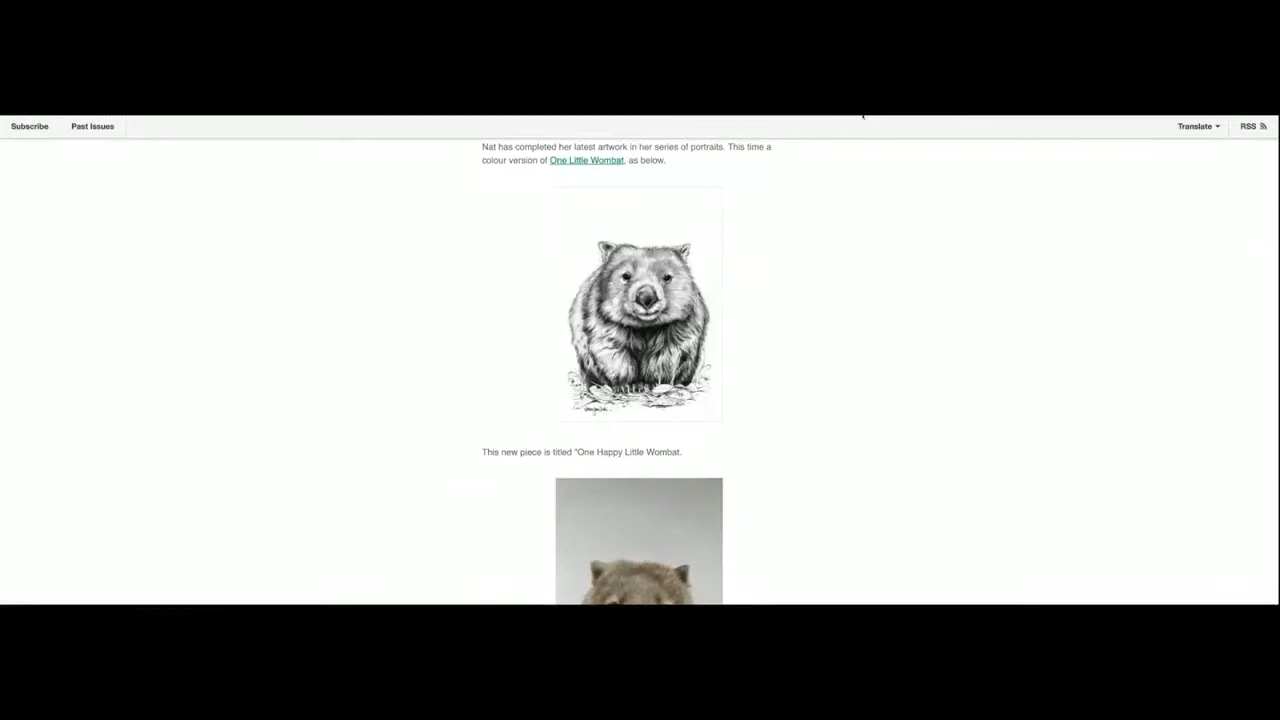 Subscribe
Past Issues
Translate
RSS
Nat has completed her latest artwork in her series of portraits. This time a
colour version of One Little Wombat, as below.
This new piece is titled "One Happy Little Wombat.